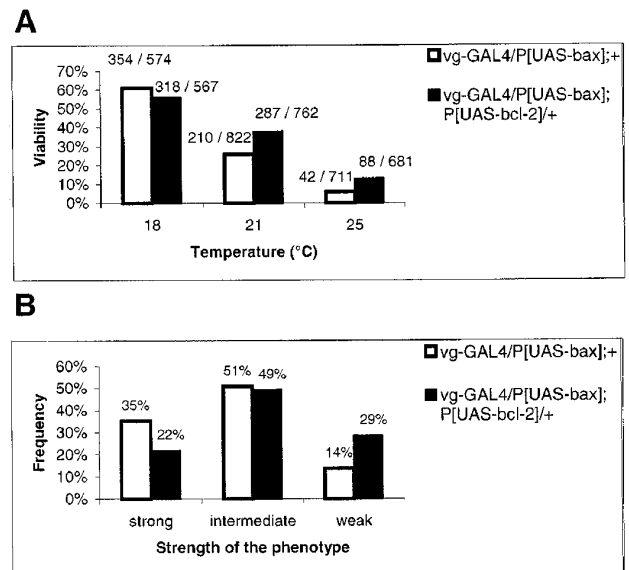 A
354 / 574
318 / 567
210 / 822
287 / 762
42 / 711
88 / 681
70%
60%
50%
40%
30%
20%
10%
0%
Viability
18
21
25
Temperature (°C)
vg-GAL4/P[UAS-bax];+
vg-GAL4/P[UAS-bax];
P[UAS-bcl-2]/+
B
60%
50%
40%
30%
20%
10%
0%
Frequency
35%
22%
51%
49%
14%
29%
strong
intermediate
weak
Strength of the phenotype
vg-GAL4/P[UAS-bax];+
vg-GAL4/P[UAS-bax];
P[UAS-bcl-2]/+